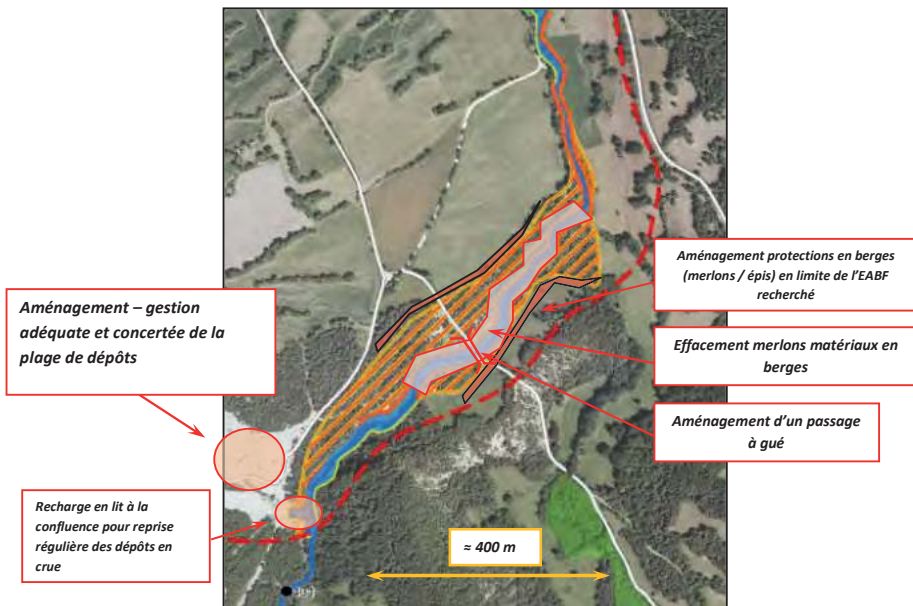 Aménagement protections en berges
(merlons / épis) en limite de l'EABF
recherché
Aménagement – gestion
adéquate et concertée de la
plage de dépôts
Effacement merlons matériaux en
berges
Aménagement d'un passage
à gué
Recharge en lit à la
confluence pour reprise
régulière des dépôts en
crue
≈ 400 m